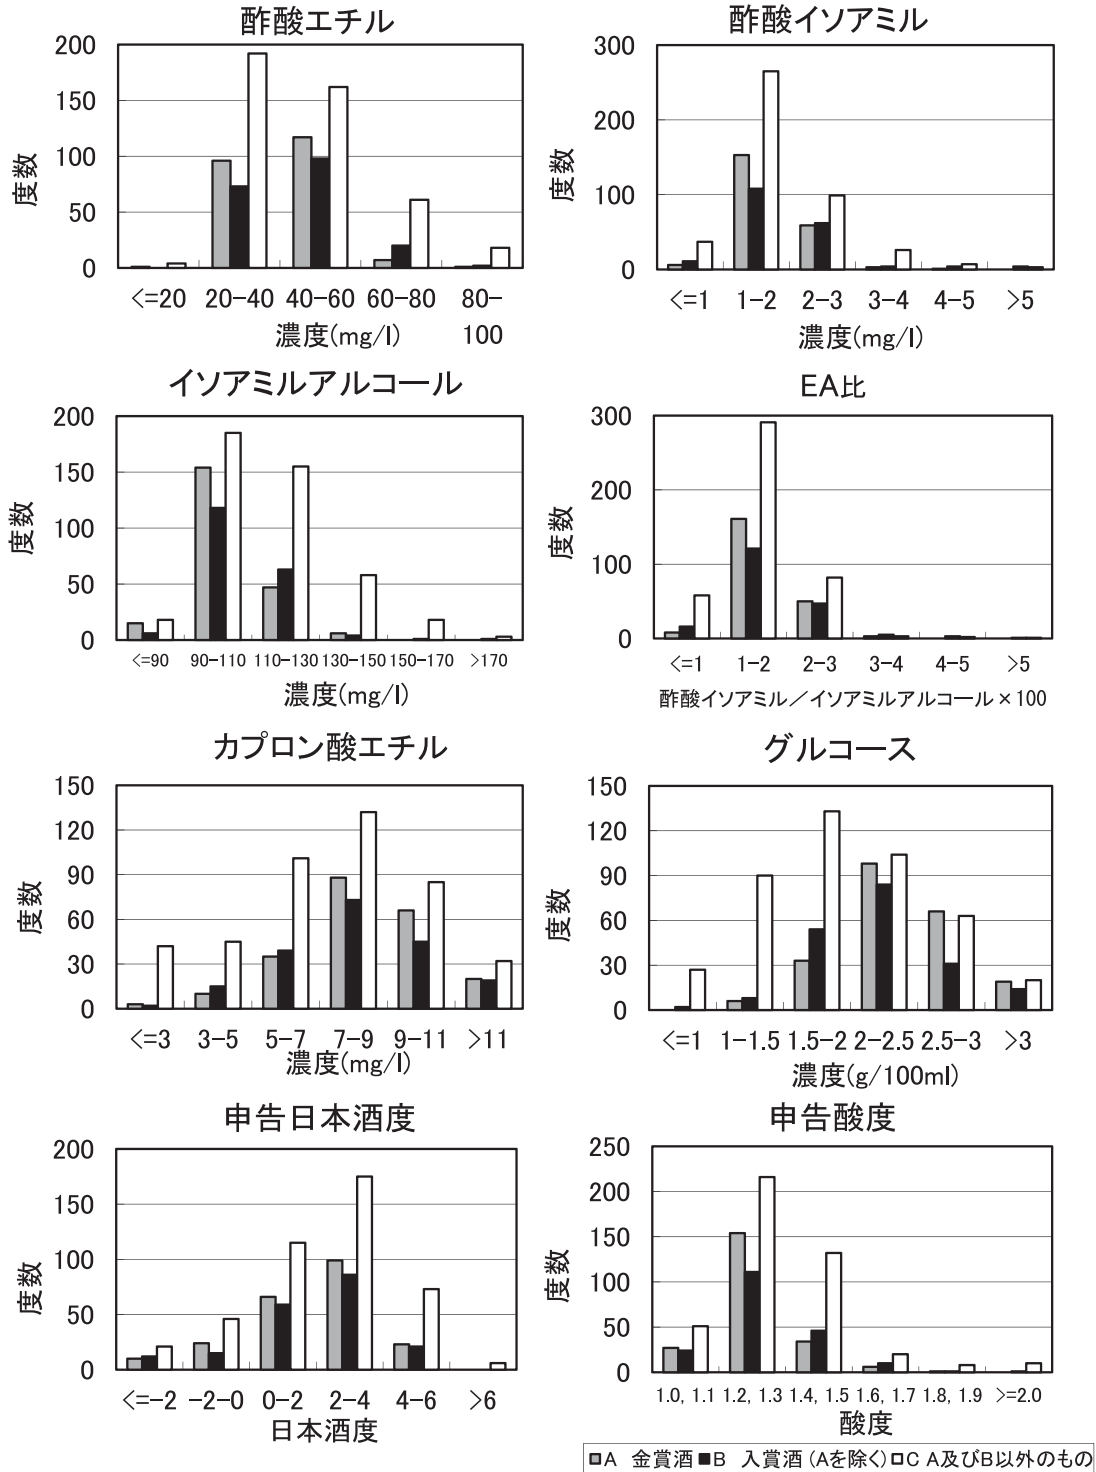 酢酸エチル
200
150
100
50
0
度数
<=20 20-40 40-60 60-80 80-
100
濃度(mg/l)
酢酸イソアミル
300
200
100
0
度数
<=1 1-2 2-3 3-4 4-5 >5
濃度(mg/l)
イソアミルアルコール
200
150
100
50
0
度数
<=90 90-110 110-130 130-150 150-170 >170
濃度(mg/l)
EA比
300
200
100
0
度数
<=1 1-2 2-3 3-4 4-5 >5
酢酸イソアミル/イソアミルアルコール×100
カプロン酸エチル
150
120
90
60
30
0
度数
<=3 3-5 5-7 7-9 9-11 >11
濃度(mg/l)
グルコース
150
120
90
60
30
0
度数
<=1 1-1.5 1.5-2 2-2.5 2.5-3 >3
濃度(g/100ml)
申告日本酒度
200
150
100
50
0
度数
<=-2 -2-0 0-2 2-4 4-6 >6
日本酒度
申告酸度
250
200
150
100
50
0
度数
1.0, 1.1 1.2, 1.3 1.4, 1.5 1.6, 1.7 1.8, 1.9 >=2.0
酸度
A 金賞酒 B 入賞酒 (Aを除く) C A及びB以外のもの